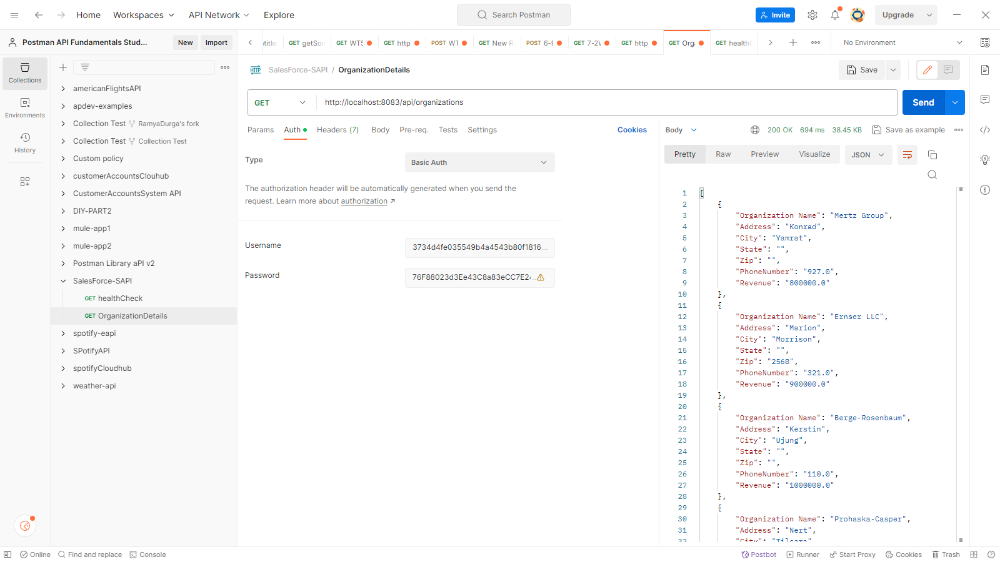 Home Workspaces API Network Explore Search Postman Invite Upgrade
Postman API Fundamentals Stud... New Import
GET getSor POST WT5 GET http POST WT GET New R POST 6-9 GET 7-2\ GET http GET Orga GET healthC No Environment
Collections
Environments
History
americanFlightsAPI
apdev-examples
Collection Test RamyaDurga's fork
Collection Test Collection Test
Custom policy
customerAccountsClouhub
CustomerAccountsSystem API
DIY-PART2
mule-app1
mule-app2
Postman Library aPI v2
SalesForce-SAPI
GET healthCheck
GET OrganizationDetails
spotify-eapi
SPotifyAPI
spotifyCloudhub
weather-api
HTTP SalesForce-SAPI / OrganizationDetails Save
GET http://localhost:8083/api/organizations Send
Params Auth Headers (7) Body Pre-req. Tests Settings Cookies
Type Basic Auth
The authorization header will be automatically generated when you send the
request. Learn more about authorization ↗
Username 3734d4fe035549b4a4543b80f1816...
Password 76F88023d3Ee43C8a83eCC7E24...
Body 200 OK 694 ms 38.45 KB Save as example
Pretty Raw Preview Visualize JSON
1 [
2 {
3 "Organization Name": "Mertz Group",
4 "Address": "Konrad",
5 "City": "Yamrat",
6 "State": "",
7 "Zip": "",
8 "PhoneNumber": "927.0",
9 "Revenue": "800000.0"
10 },
11 {
12 "Organization Name": "Ernser LLC",
13 "Address": "Marion",
14 "City": "Morrison",
15 "State": "",
16 "Zip": "2568",
17 "PhoneNumber": "321.0",
18 "Revenue": "900000.0"
19 },
20 {
21 "Organization Name": "Berge-Rosenbaum",
22 "Address": "Kerstin",
23 "City": "Ujung",
24 "State": "",
25 "Zip": "",
26 "PhoneNumber": "110.0",
27 "Revenue": "1000000.0"
28 },
29 {
30 "Organization Name": "Prohaska-Casper",
31 "Address": "Nert",
32 "City": "Tilcara"
Online Find and replace Console Postbot Runner Start Proxy Cookies Trash